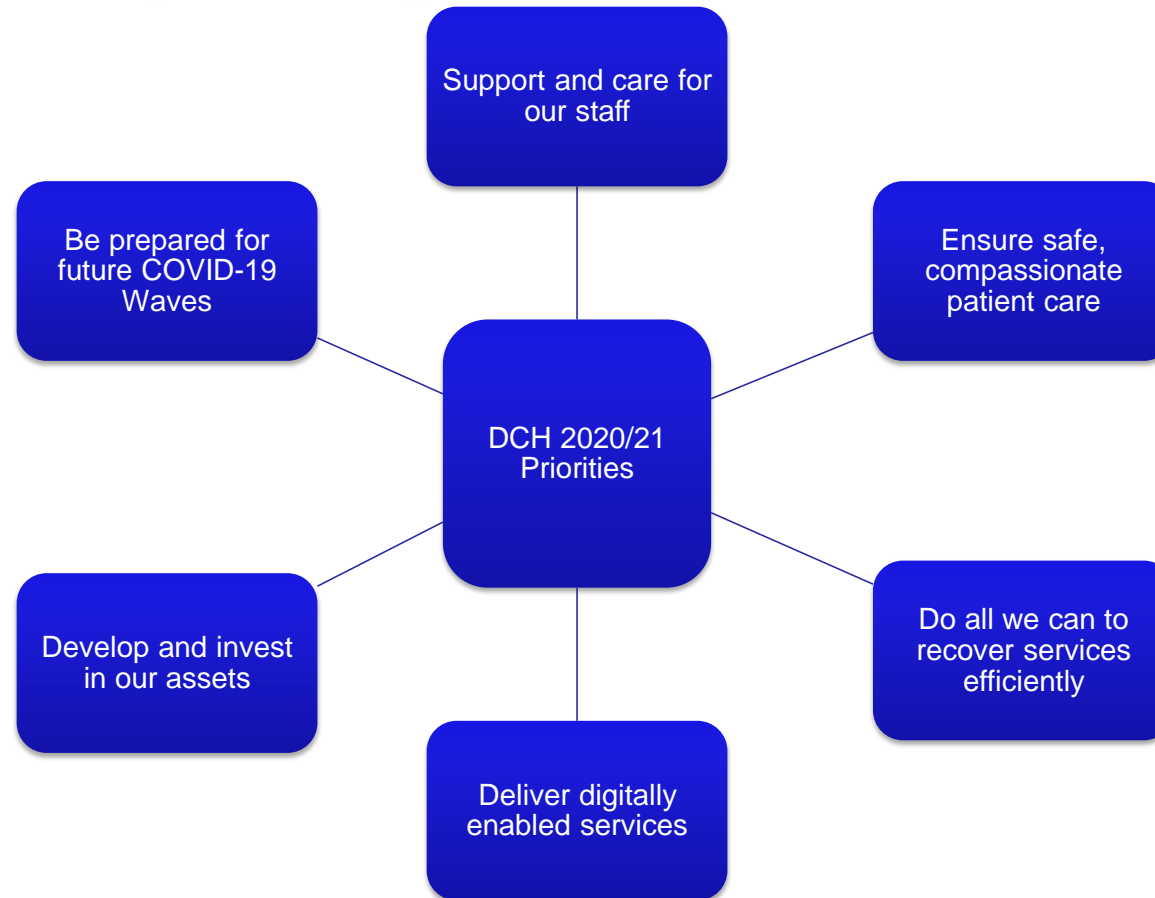 Support and care for
our staff
Be prepared for
future COVID-19
Waves
Ensure safe,
compassionate
patient care
DCH 2020/21
Priorities
Develop and invest
in our assets
Do all we can to
recover services
efficiently
Deliver digitally
enabled services